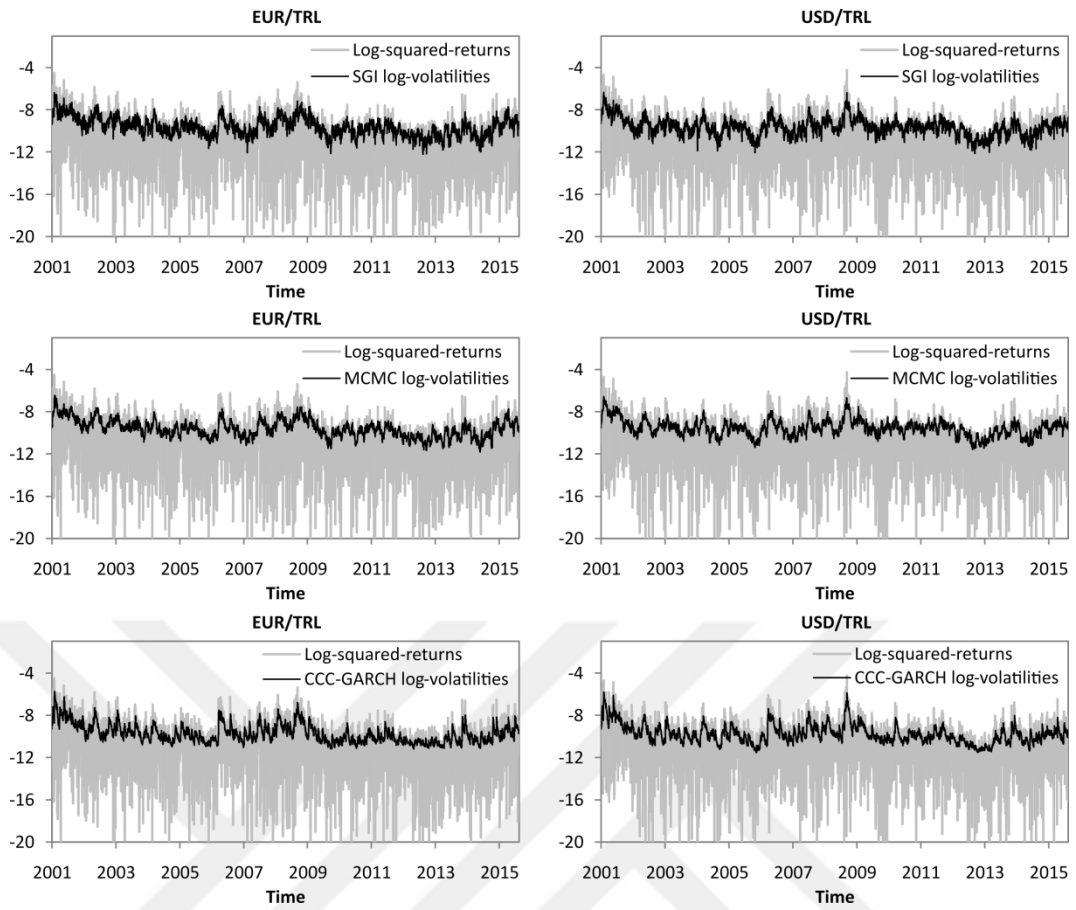 EUR/TRL
Log-squared-returns
SGI log-volatilities
-4
-8
-12
-16
-20
2001 2003 2005 2007 2009 2011 2013 2015
Time
USD/TRL
Log-squared-returns
SGI log-volatilities
-4
-8
-12
-16
-20
2001 2003 2005 2007 2009 2011 2013 2015
Time
EUR/TRL
Log-squared-returns
MCMC log-volatilities
-4
-8
-12
-16
-20
2001 2003 2005 2007 2009 2011 2013 2015
Time
USD/TRL
Log-squared-returns
MCMC log-volatilities
-4
-8
-12
-16
-20
2001 2003 2005 2007 2009 2011 2013 2015
Time
EUR/TRL
Log-squared-returns
CCC-GARCH log-volatilities
-4
-8
-12
-16
-20
2001 2003 2005 2007 2009 2011 2013 2015
Time
USD/TRL
Log-squared-returns
CCC-GARCH log-volatilities
-4
-8
-12
-16
-20
2001 2003 2005 2007 2009 2011 2013 2015
Time